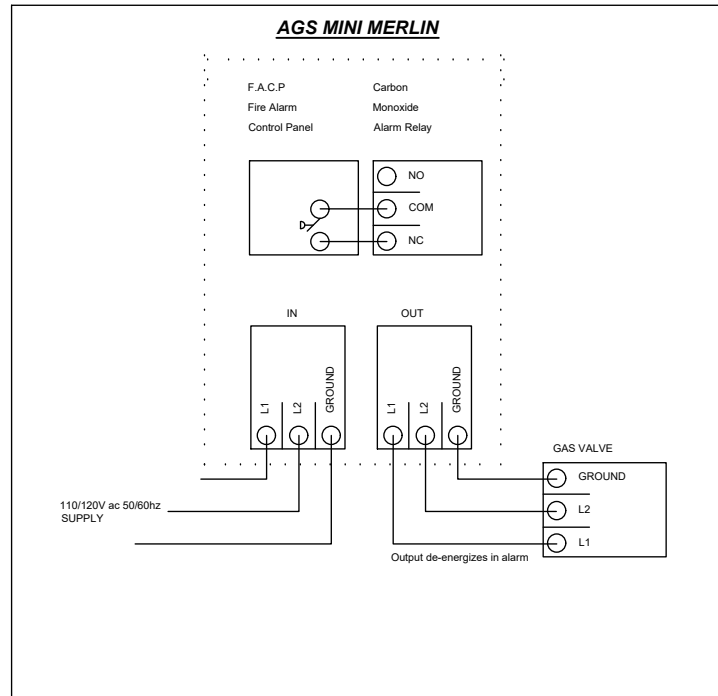 AGS MINI MERLIN
F.A.C.P
Fire Alarm
Control Panel
Carbon
Monoxide
Alarm Relay
NO
COM
NC
IN
OUT
L1
L2
GROUND
L1
L2
GROUND
GAS VALVE
GROUND
L2
L1
110/120V ac 50/60hz
SUPPLY
Output de-energizes in alarm